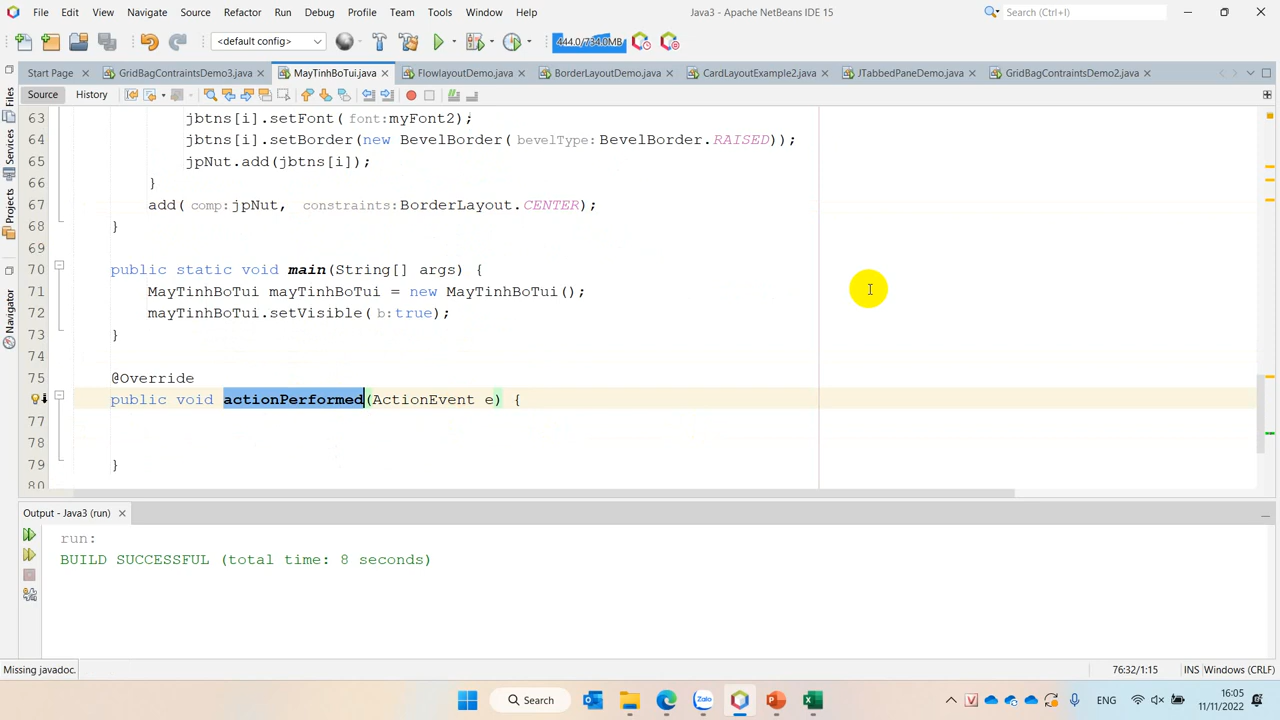 File Edit View Navigate Source Refactor Run Debug Profile Team Tools Window Help Java3 - Apache NetBeans IDE 15 Search (Ctrl+I)
<default config> 444.0/734.0MB
Start Page GridBagContraintsDemo3.java MayTinhBoTui.java FlowlayoutDemo.java BorderLayoutDemo.java CardLayoutExample2.java JTabbedPaneDemo.java GridBagContraintsDemo2.java
Source History
Files
Services
Projects
Navigator
63 jbtns[i].setFont(font:myFont2);
64 jbtns[i].setBorder(new BevelBorder(bevelType:BevelBorder.RAISED));
65 jpNut.add(jbtns[i]);
66 }
67 add(comp:jpNut, constraints:BorderLayout.CENTER);
68 }
69
70 public static void main(String[] args) {
71 MayTinhBoTui mayTinhBoTui = new MayTinhBoTui();
72 mayTinhBoTui.setVisible(b:true);
73 }
74
75 @Override
76 public void actionPerformed(ActionEvent e) {
77
78
79 }
80
Output - Java3 (run)
run:
BUILD SUCCESSFUL (total time: 8 seconds)
Missing javadoc. 76:32/1:15 INS Windows (CRLF)
Search Zalo ENG 16:05
11/11/2022